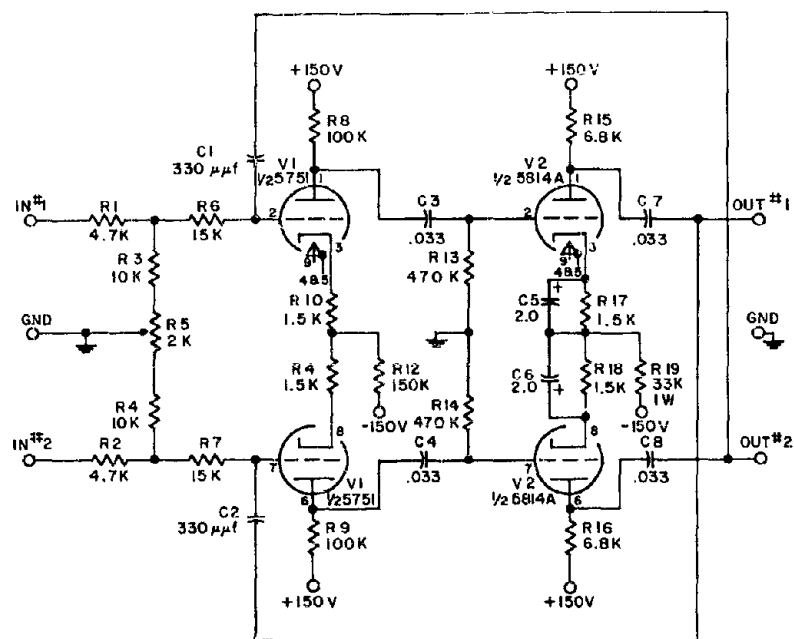 +150V
+150V
R8
100K
R15
6.8K
C1
330 μμf
V1
1/2 5751
1
V2
1/2 5814A
1
IN #1
R1
4.7K
R6
15K
2
3
9
4&5
C3
.033
2
3
9
4&5
C7
.033
OUT #1
R3
10K
R13
470K
R10
1.5K
C5
2.0
+
R17
1.5K
GND
R5
2K
GND
R4
1.5K
R12
150K
-150V
C6
2.0
+
R18
1.5K
R19
33K
1W
-150V
R4
10K
R14
470K
IN #2
R2
4.7K
R7
15K
7
8
C4
.033
7
8
C8
.033
OUT #2
V1
1/2 5751
6
V2
1/2 5814A
6
C2
330 μμf
R9
100K
R16
6.8K
+150V
+150V